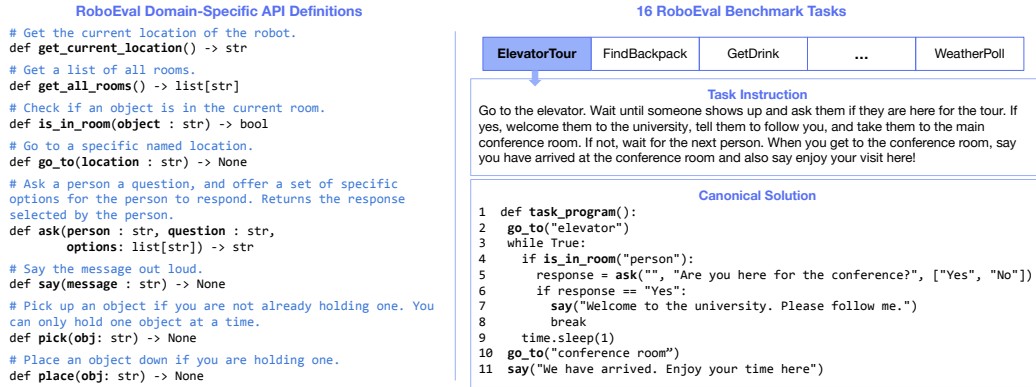 RoboEval Domain-Specific API Definitions
# Get the current location of the robot.
def get_current_location() -> str
# Get a list of all rooms.
def get_all_rooms() -> list[str]
# Check if an object is in the current room.
def is_in_room(object : str) -> bool
# Go to a specific named location.
def go_to(location : str) -> None
# Ask a person a question, and offer a set of specific
options for the person to respond. Returns the response
selected by the person.
def ask(person : str, question : str,
options: list[str]) -> str
# Say the message out loud.
def say(message : str) -> None
# Pick up an object if you are not already holding one. You
can only hold one object at a time.
def pick(obj: str) -> None
# Place an object down if you are holding one.
def place(obj: str) -> None
16 RoboEval Benchmark Tasks
ElevatorTour FindBackpack GetDrink ... WeatherPoll
Task Instruction
Go to the elevator. Wait until someone shows up and ask them if they are here for the tour. If
yes, welcome them to the university, tell them to follow you, and take them to the main
conference room. If not, wait for the next person. When you get to the conference room, say
you have arrived at the conference room and also say enjoy your visit here!
Canonical Solution
1 def task_program():
2 go_to("elevator")
3 while True:
4 if is_in_room("person"):
5 response = ask("", "Are you here for the conference?", ["Yes", "No"])
6 if response == "Yes":
7 say("Welcome to the university. Please follow me.")
8 break
9 time.sleep(1)
10 go_to("conference room”)
11 say("We have arrived. Enjoy your time here")